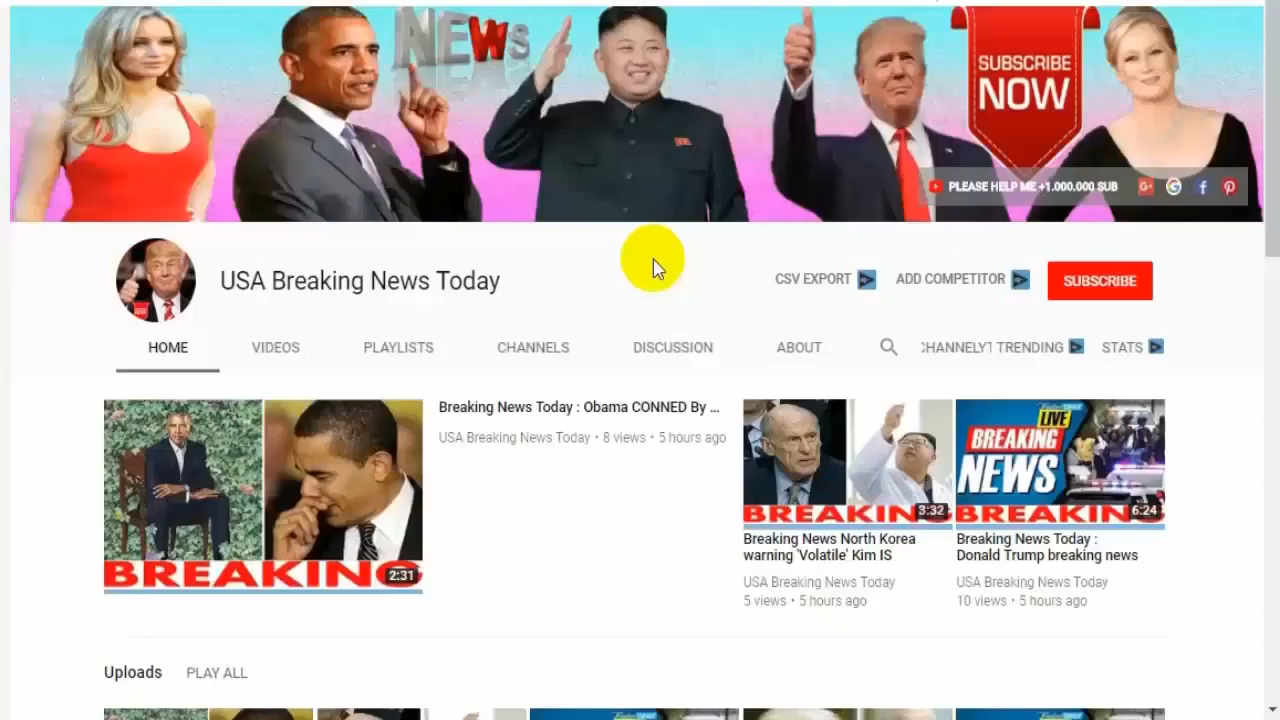 NEWS
SUBSCRIBE
NOW
PLEASE HELP ME +1.000.000 SUB
USA Breaking News Today
CSV EXPORT
ADD COMPETITOR
SUBSCRIBE
HOME
VIDEOS
PLAYLISTS
CHANNELS
DISCUSSION
ABOUT
CHANNELYT TRENDING
STATS
BREAKING
2:31
Breaking News Today : Obama CONNED By ...
USA Breaking News Today • 8 views • 5 hours ago
BREAKIN
3:32
Breaking News North Korea
warning 'Volatile' Kim IS
USA Breaking News Today
5 views • 5 hours ago
LIVE
BREAKING
NEWS
BREAKIN
6:24
Breaking News Today :
Donald Trump breaking news
USA Breaking News Today
10 views • 5 hours ago
Uploads
PLAY ALL